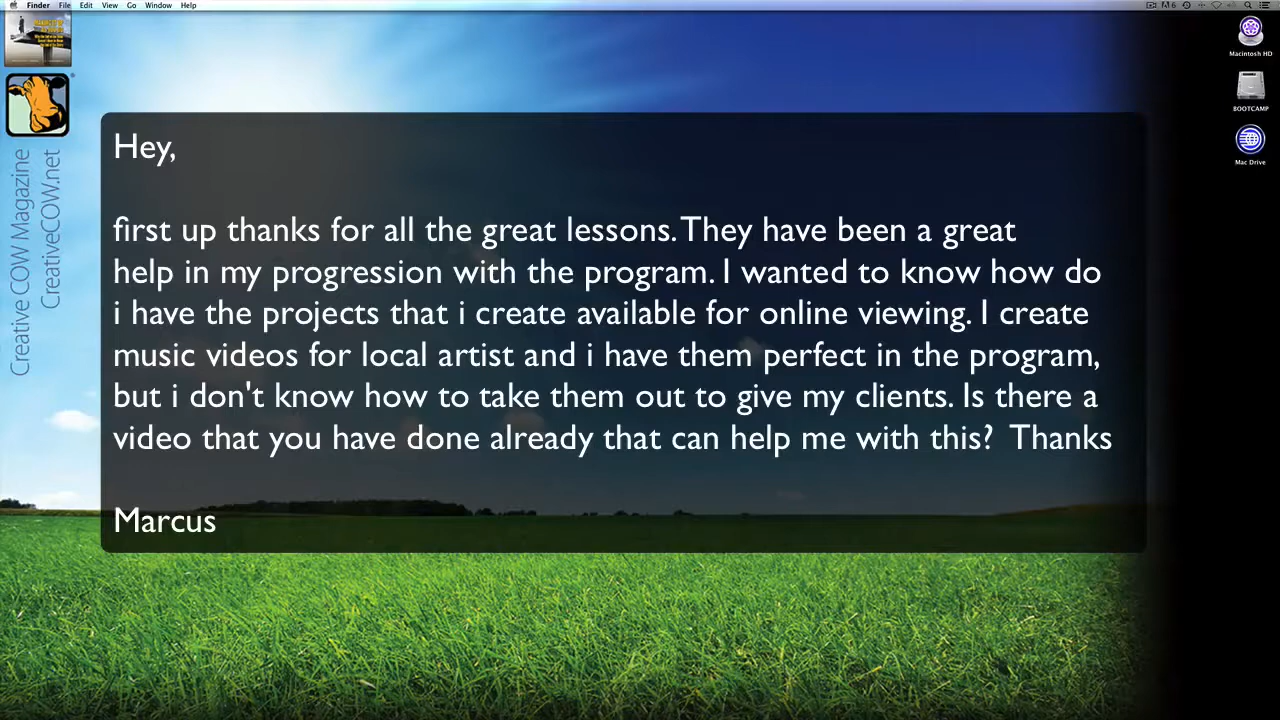 Finder File Edit View Go Window Help
Macintosh HD
BOOTCAMP
Mac Drive
Creative COW Magazine
CreativeCOW.net
Hey,
first up thanks for all the great lessons. They have been a great
help in my progression with the program. I wanted to know how do
i have the projects that i create available for online viewing. I create
music videos for local artist and i have them perfect in the program,
but i don't know how to take them out to give my clients. Is there a
video that you have done already that can help me with this?  Thanks
Marcus